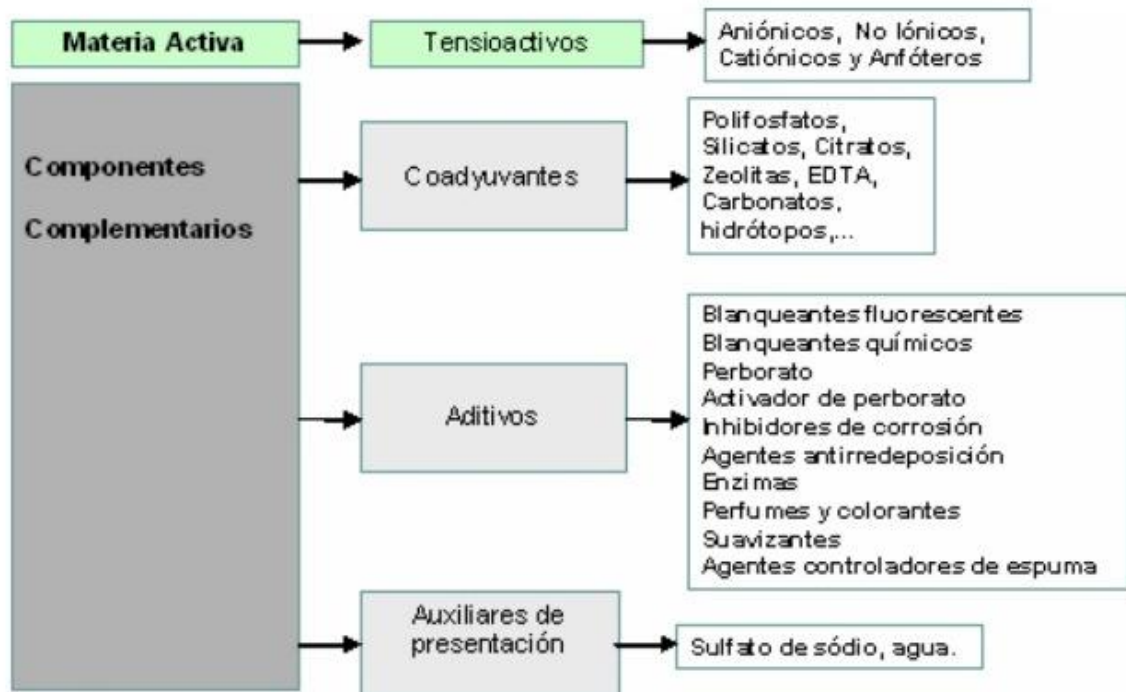 Materia Activa
Tensioactivos
Aniónicos, No Iónicos,
Catiónicos y Anfóteros
Componentes
Complementarios
Coadyuvantes
Polifosfatos,
Silicatos, Citratos,
Zeolitas, EDTA,
Carbonatos,
hidrótopos,...
Aditivos
Blanqueantes fluorescentes
Blanqueantes químicos
Perborato
Activador de perborato
Inhibidores de corrosión
Agentes antirredeposición
Enzimas
Perfumes y colorantes
Suavizantes
Agentes controladores de espuma
Auxiliares de
presentación
Sulfato de sódio, agua.